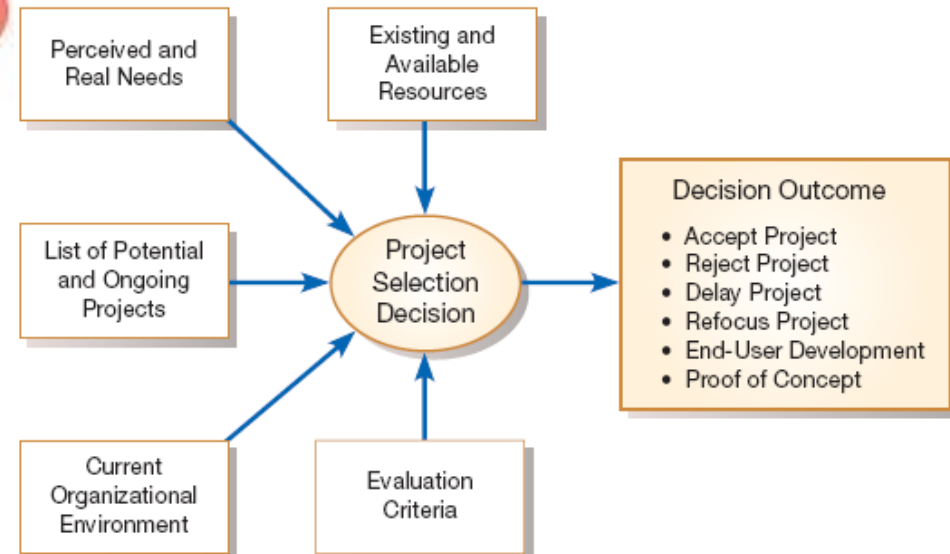 Perceived and
Real Needs
Existing and
Available
Resources
List of Potential
and Ongoing
Projects
Project
Selection
Decision
Decision Outcome
• Accept Project
• Reject Project
• Delay Project
• Refocus Project
• End-User Development
• Proof of Concept
Current
Organizational
Environment
Evaluation
Criteria